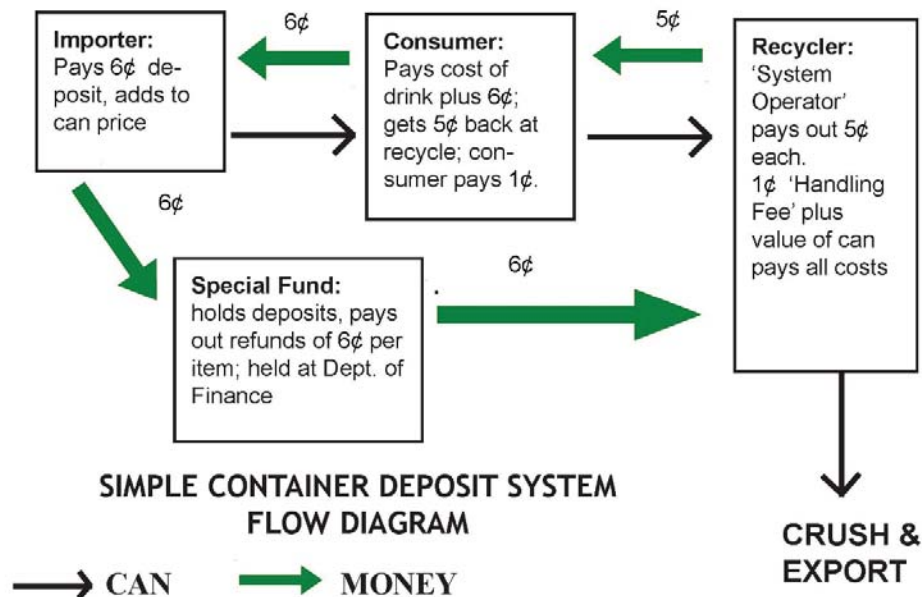 6¢
5¢
Importer:
Pays 6¢ de-
posit, adds to
can price
Consumer:
Pays cost of
drink plus 6¢;
gets 5¢ back at
recycle; con-
sumer pays 1¢.
Recycler:
‘System
Operator’
pays out 5¢
each.
1¢ ‘Handling
Fee’ plus
value of can
pays all costs
6¢
6¢
Special Fund:
holds deposits, pays
out refunds of 6¢ per
item; held at Dept. of
Finance
SIMPLE CONTAINER DEPOSIT SYSTEM
FLOW DIAGRAM
CRUSH &
EXPORT
CAN
MONEY